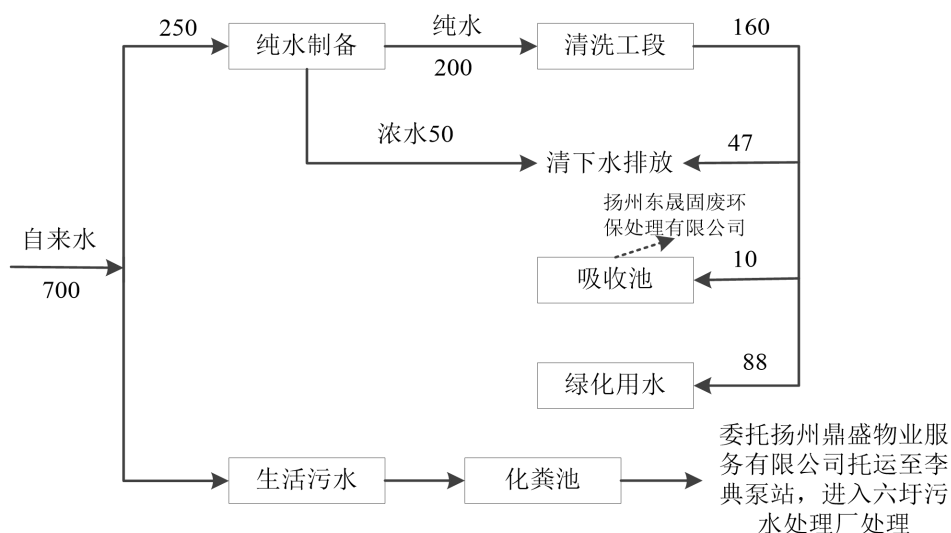 250
纯水制备
纯水
200
清洗工段
160
浓水50
清下水排放
47
扬州东晟固废环
保处理有限公司
自来水
700
吸收池
10
绿化用水
88
生活污水
化粪池
委托扬州鼎盛物业服
务有限公司托运至李
典泵站，进入六圩污
水处理厂处理